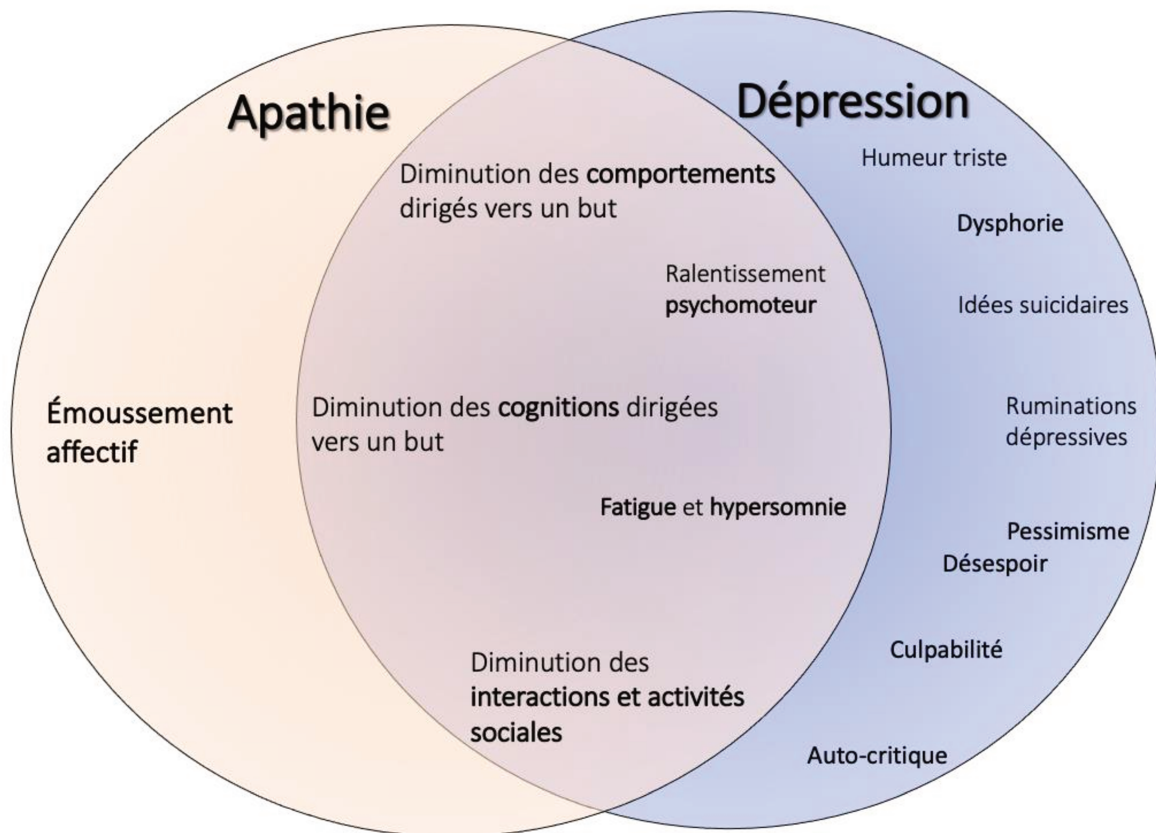 Apathie
Dépression
Humeur triste
Diminution des comportements
dirigés vers un but
Dysphorie
Ralentissement
psychomoteur
Idées suicidaires
Émoussement
affectif
Diminution des cognitions dirigées
vers un but
Ruminations
dépressives
Fatigue et hypersomnie
Pessimisme
Désespoir
Culpabilité
Diminution des
interactions et activités
sociales
Auto-critique